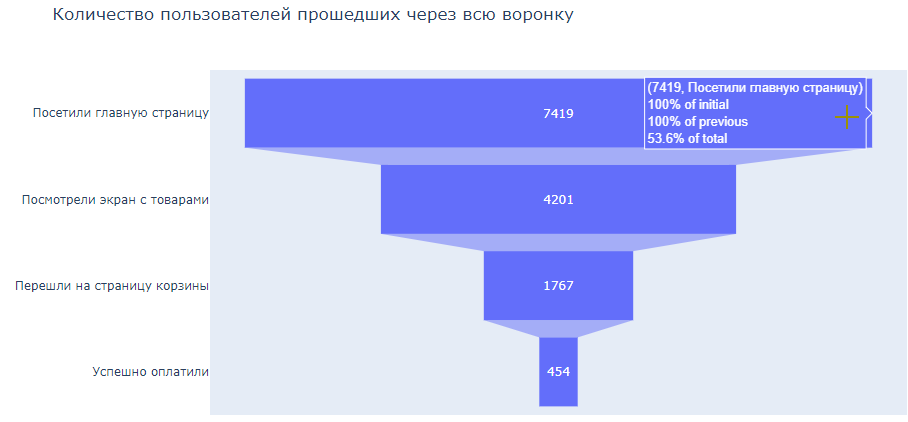 Количество пользователей прошедших через всю воронку
Посетили главную страницу
7419
(7419, Посетили главную страницу)
100% of initial
100% of previous
53.6% of total
Посмотрели экран с товарами
4201
Перешли на страницу корзины
1767
Успешно оплатили
454